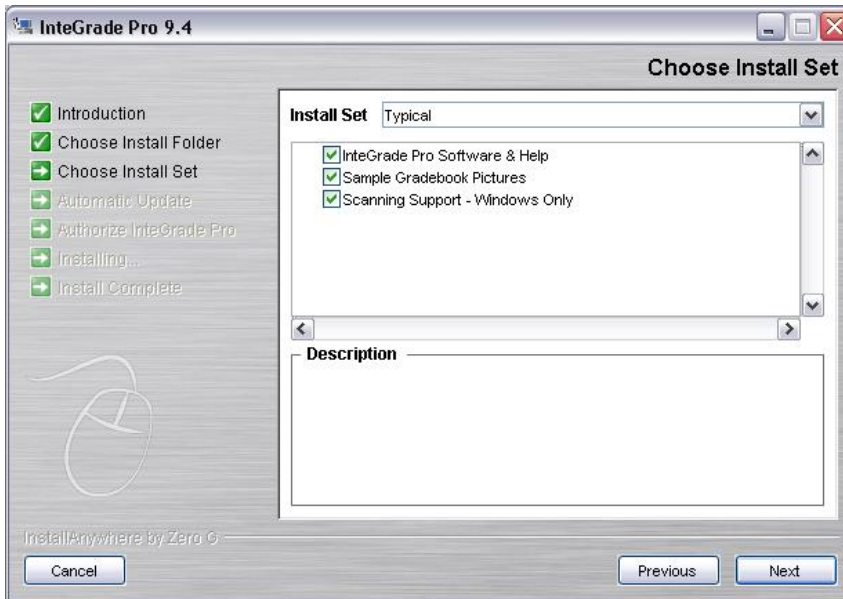 InteGrade Pro 9.4
Choose Install Set
Introduction
Choose Install Folder
Choose Install Set
Automatic Update
Authorize InteGrade Pro
Installing...
Install Complete
Install Set Typical
InteGrade Pro Software & Help
Sample Gradebook Pictures
Scanning Support - Windows Only
Description
InstallAnywhere by Zero G
Cancel Previous Next